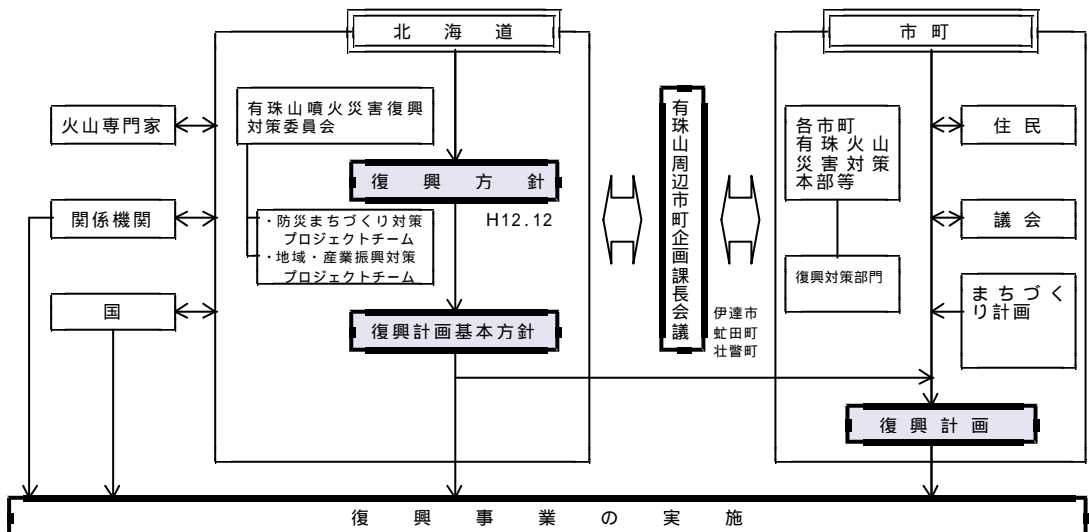 北海道
市町
有珠山噴火災害復興
対策委員会
火山専門家
関係機関
国
復興方針
H12.12
・防災まちづくり対策
プロジェクトチーム
・地域・産業振興対策
プロジェクトチーム
復興計画基本方針
有珠山周辺市町企画課長会議
伊達市
虻田町
壮瞥町
各市町
有珠火山
災害対策
本部等
復興対策部門
住民
議会
まちづく
り計画
復興計画
復興事業の実施